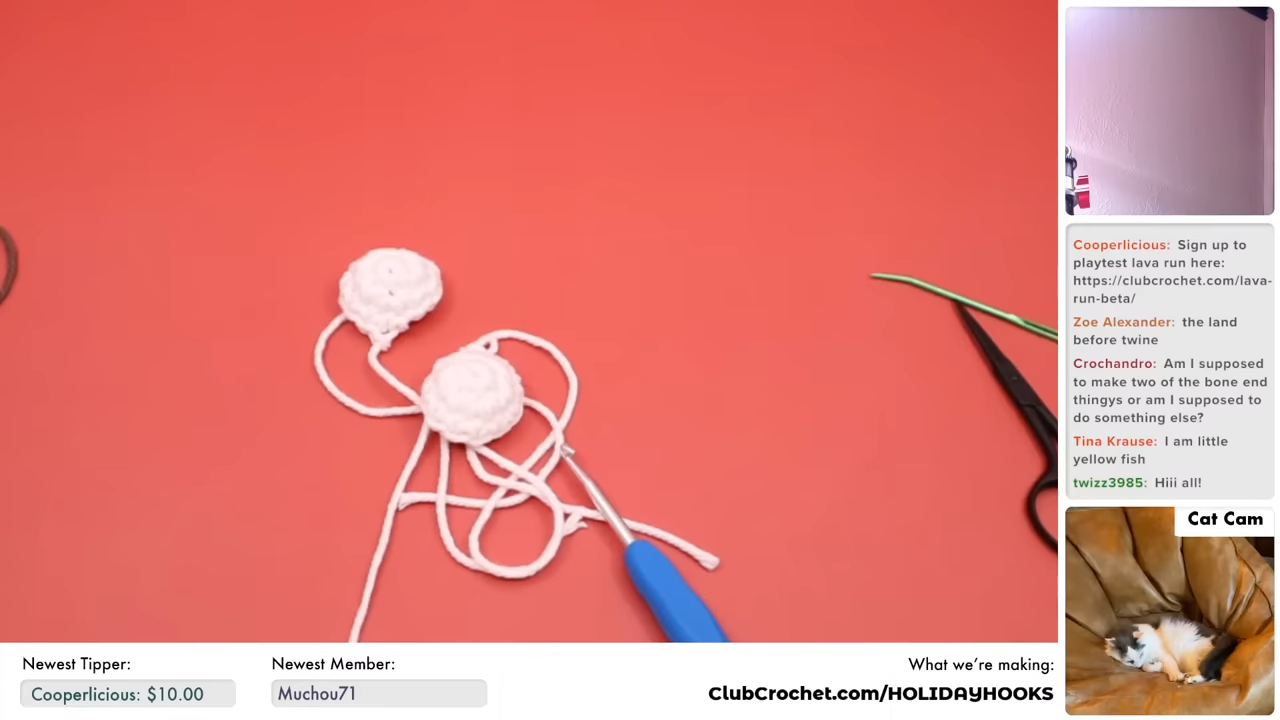 Cooperlicious: Sign up to
playtest lava run here:
https://clubcrochet.com/lava-
run-beta/
Zoe Alexander: the land
before twine
Crochandro: Am I supposed
to make two of the bone end
thingys or am I supposed to
do something else?
Tina Krause: I am little
yellow fish
twizz3985: Hiii all!
Cat Cam
Newest Tipper:
Cooperlicious: $10.00
Newest Member:
Muchou71
What we're making:
ClubCrochet.com/HOLIDAYHOOKS